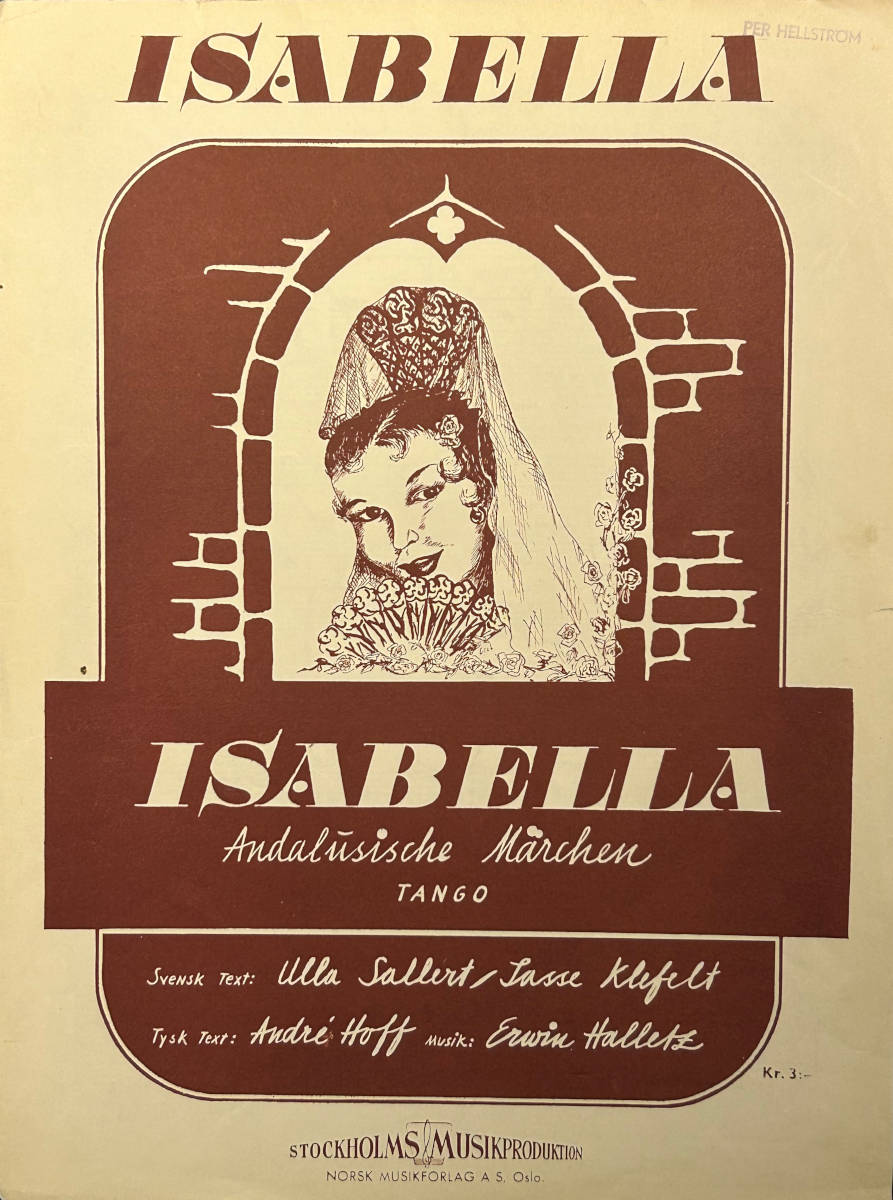 PER HELLSTRÖM
ISABELLA
ISABELLA
Andalusische Märchen
TANGO
SVENSK TEXT: Ulla Sallert / Lasse Klefelt
TYSK TEXT: André Hoff MUSIK: Erwin Halletz
Kr. 3:-
STOCKHOLMS MUSIKPRODUKTION
NORSK MUSIKFORLAG A S, Oslo.